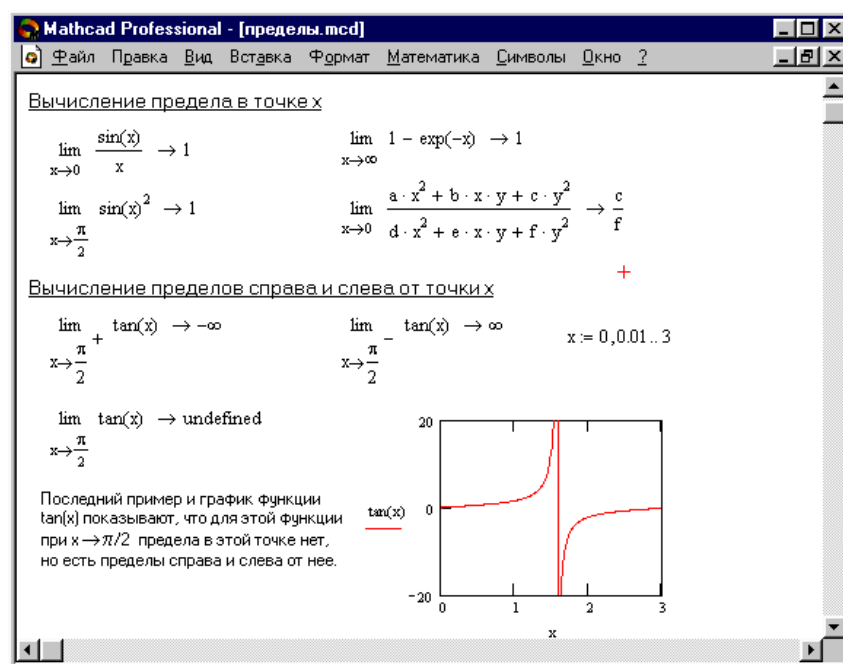 Mathcad Professional - [пределы.mcd]
Файл Правка Вид Вставка Формат Математика Символы Окно ?
Вычисление предела в точке x
lim x→0 sin(x)/x → 1
lim x→∞ 1 − exp(−x) → 1
lim x→π/2 sin(x)² → 1
lim x→0 (a·x² + b·x·y + c·y²)/(d·x² + e·x·y + f·y²) → c/f
Вычисление пределов справа и слева от точки x
lim x→π/2 + tan(x) → −∞
lim x→π/2 − tan(x) → ∞
x := 0,0.01..3
lim x→π/2 tan(x) → undefined
Последний пример и график функции
tan(x) показывают, что для этой функции
при x→π/2 предела в этой точке нет,
но есть пределы справа и слева от нее.
20
tan(x)
0
−20
0 1 2 3
x